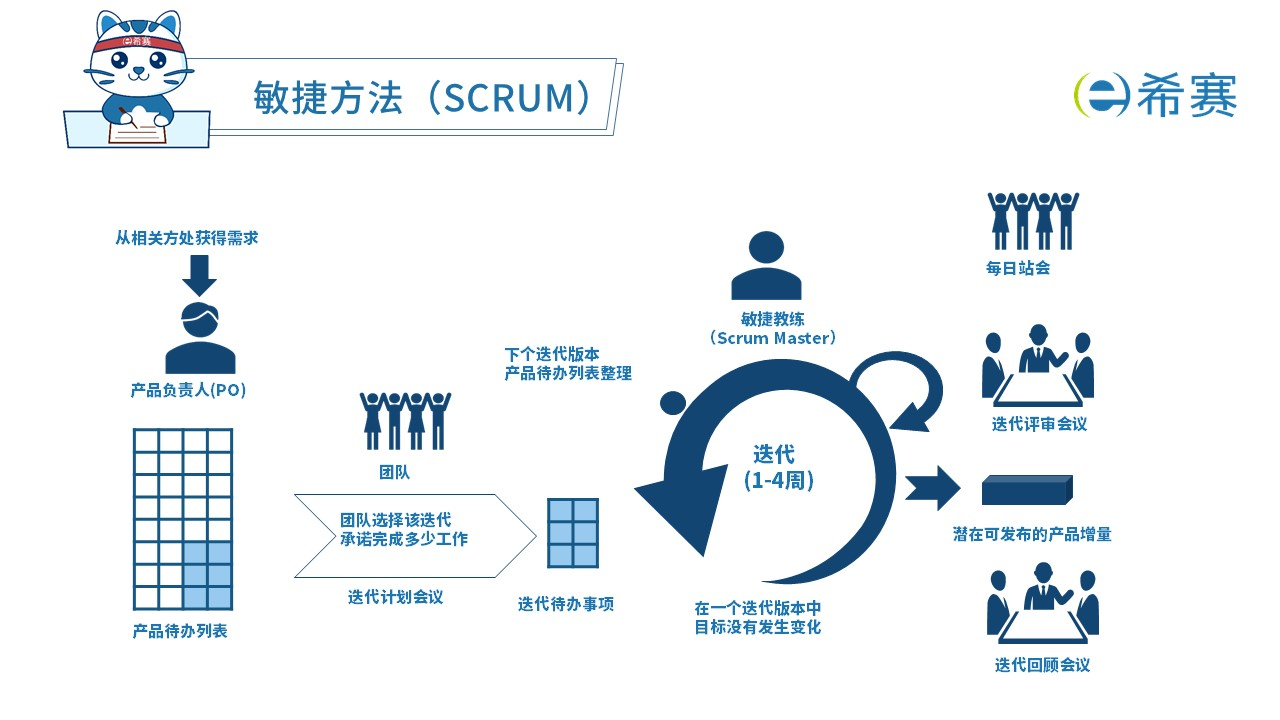 希赛
敏捷方法（SCRUM）
希赛
从相关方处获得需求
产品负责人(PO)
产品待办列表
团队
团队选择该迭代
承诺完成多少工作
迭代计划会议
下个迭代版本
产品待办列表整理
迭代待办事项
敏捷教练
（Scrum Master）
迭代
(1-4周)
在一个迭代版本中
目标没有发生变化
每日站会
迭代评审会议
潜在可发布的产品增量
迭代回顾会议